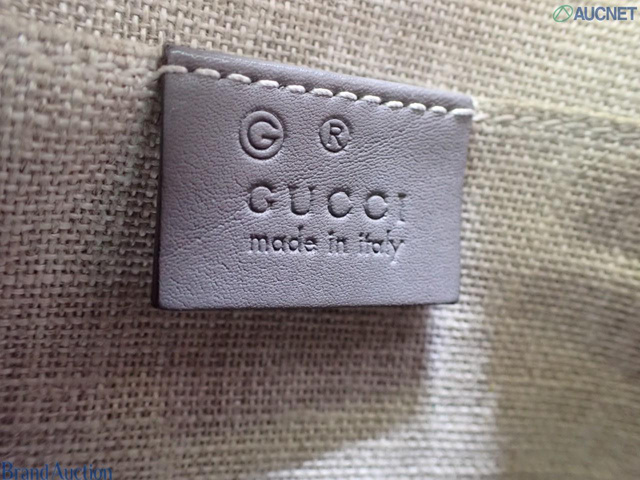 AUCNET
G ®
GUCCI
made in italy
Brand Auction